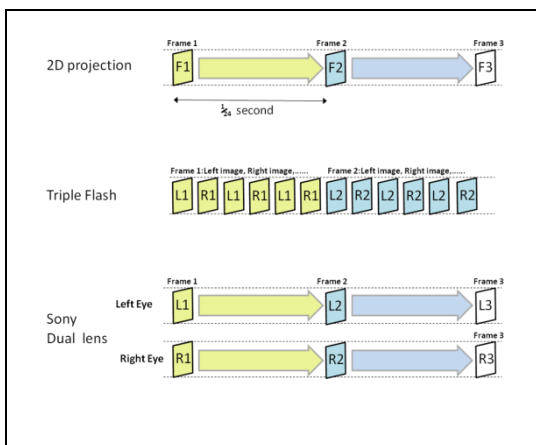 Frame 1 Frame 2 Frame 3
2D projection F1 F2 F3
1/24 second
Frame 1:Left image, Right image,...... Frame 2:Left image, Right image,......
Triple Flash L1 R1 L1 R1 L1 R1 L2 R2 L2 R2 L2 R2
Frame 1 Frame 2 Frame 3
Left Eye L1 L2 L3
Sony
Dual lens
Frame 3
Right Eye R1 R2 R3